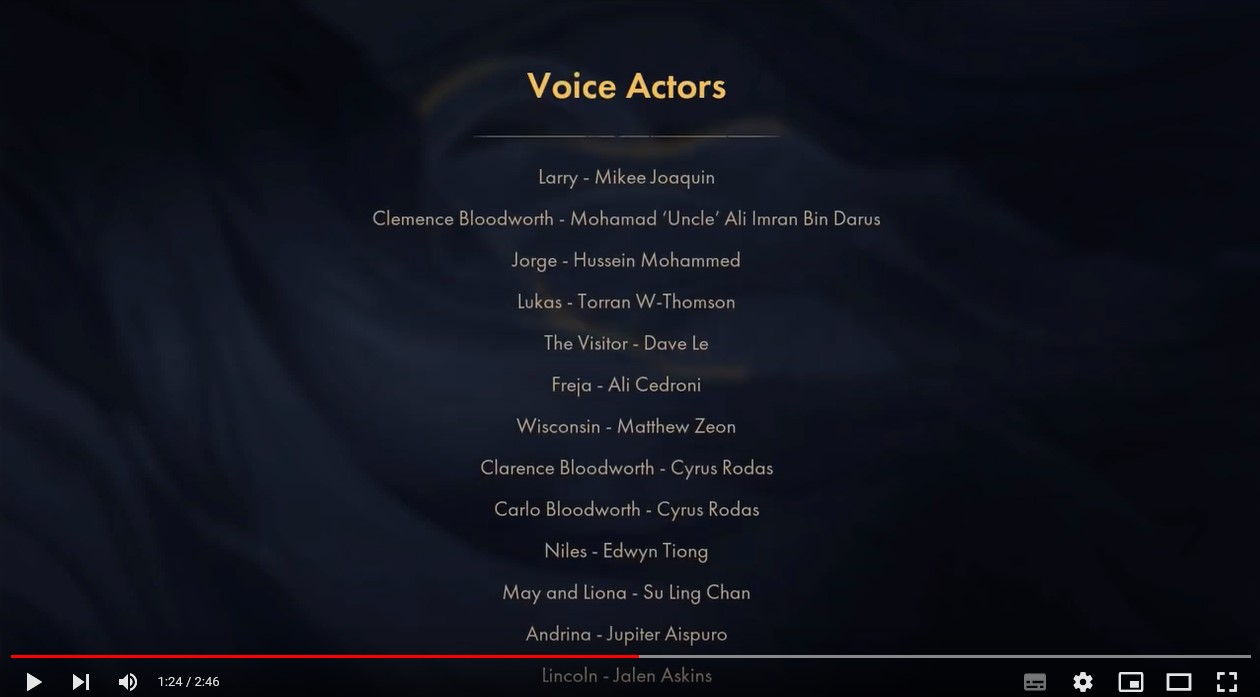 Voice Actors
Larry - Mikee Joaquin
Clemence Bloodworth - Mohamad ‘Uncle’ Ali Imran Bin Darus
Jorge - Hussein Mohammed
Lukas - Torran W-Thomson
The Visitor - Dave Le
Freja - Ali Cedroni
Wisconsin - Matthew Zeon
Clarence Bloodworth - Cyrus Rodas
Carlo Bloodworth - Cyrus Rodas
Niles - Edwyn Tiong
May and Liona - Su Ling Chan
Andrina - Jupiter Aispuro
Lincoln - Jalen Askins
1:24 / 2:46